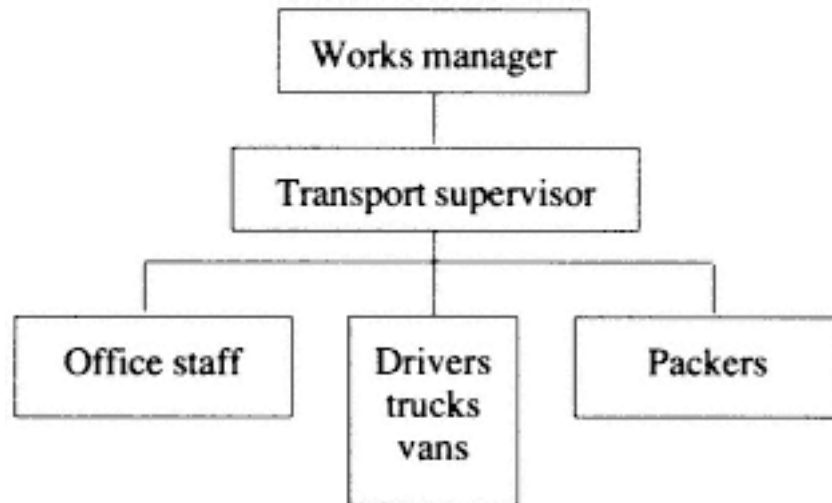 Works manager
Transport supervisor
Office staff
Drivers
trucks
vans
Packers